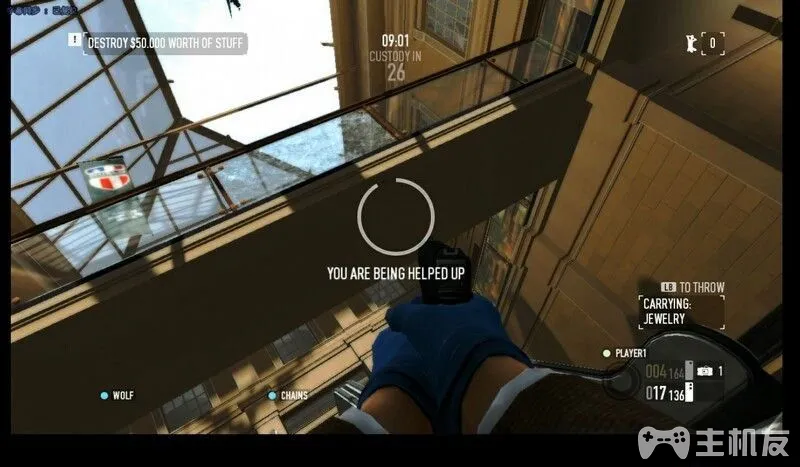 ! DESTROY $50.000 WORTH OF STUFF
09:01
CUSTODY IN
26
0
YOU ARE BEING HELPED UP
LB TO THROW
CARRYING:
JEWELRY
PLAYER1
004 164
1
017 136
WOLF
CHAINS
主机友